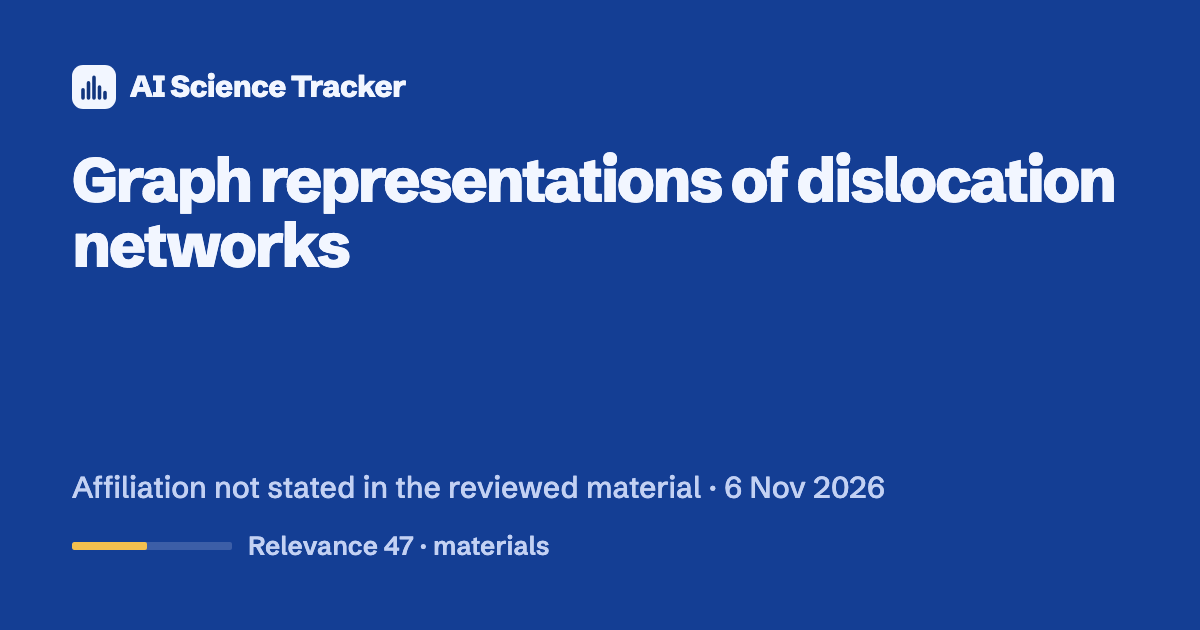 AI Science Tracker
Graph representations of dislocation
networks
Affiliation not stated in the reviewed material · 6 Nov 2026
Relevance 47 · materials